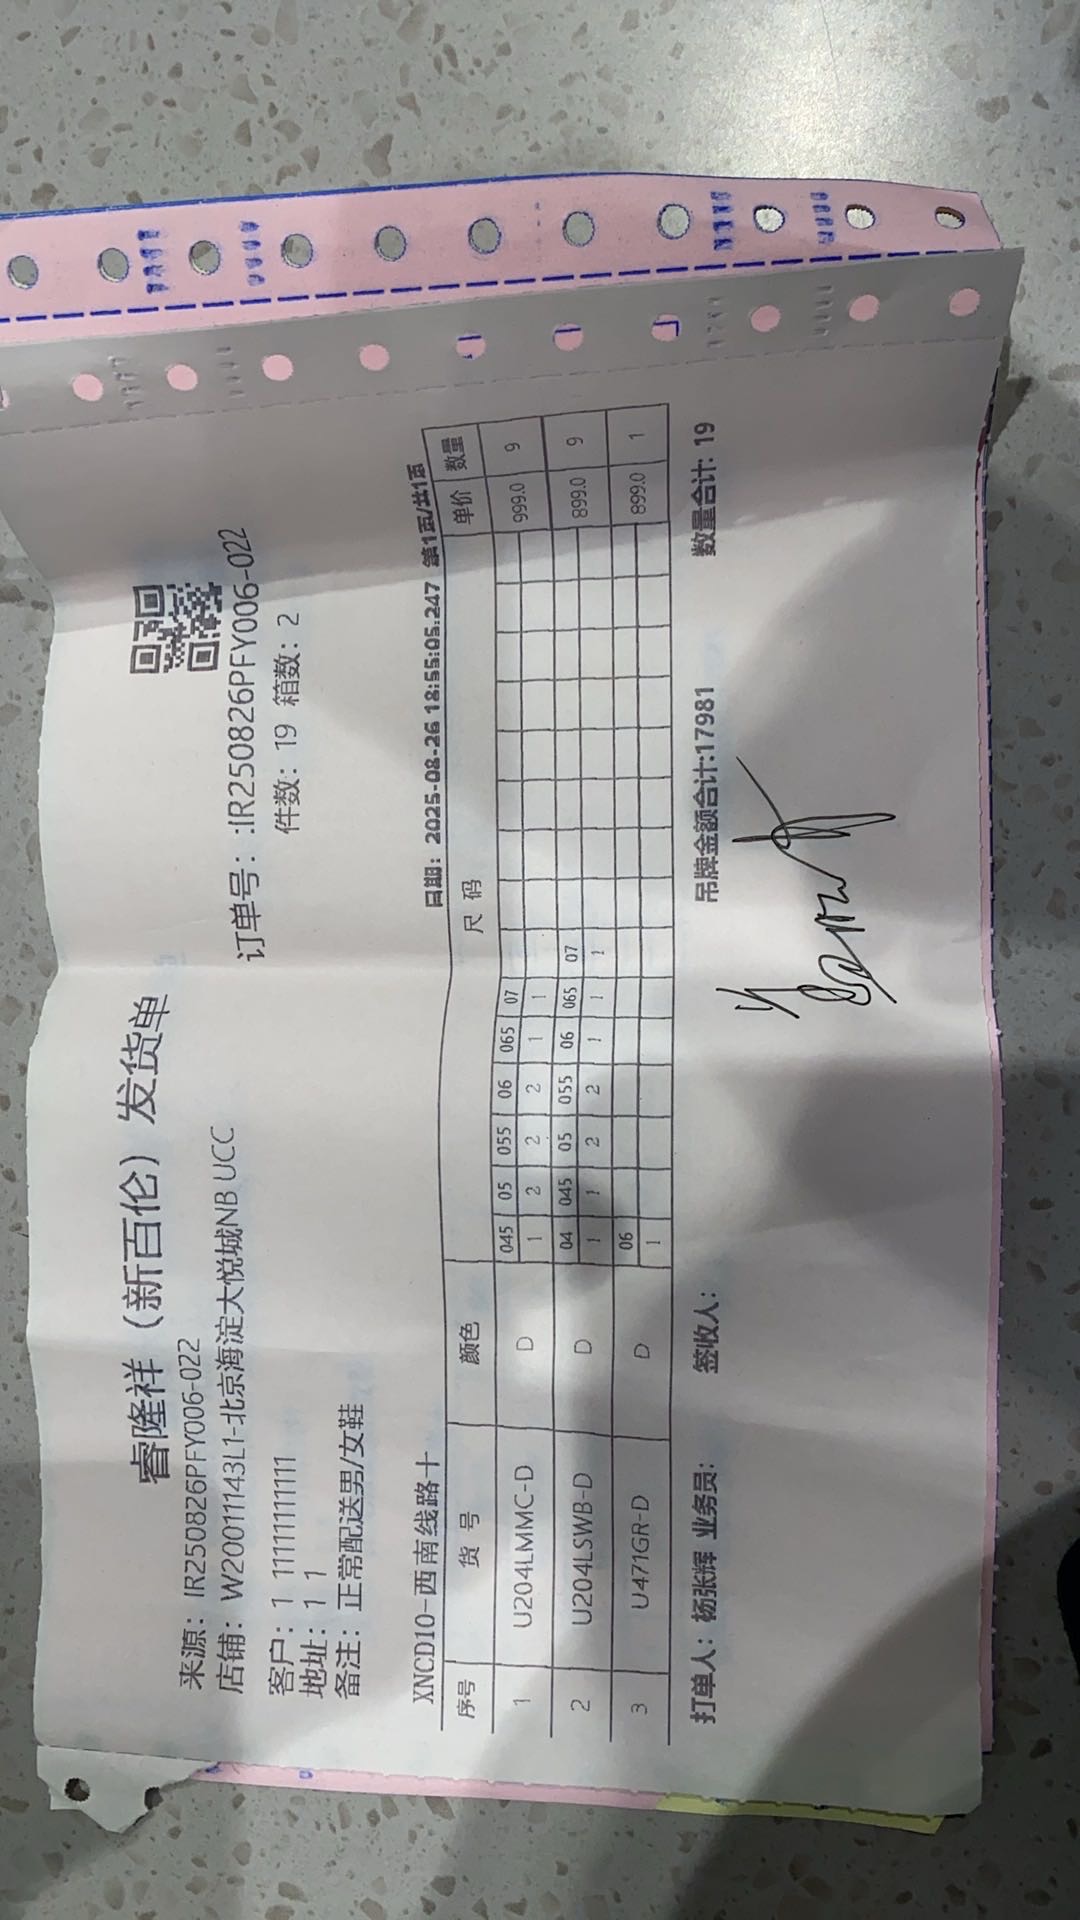 睿隆祥（新百伦）发货单
来源：IR250826PFY006-022
订单号：:IR250826PFY006-022
店铺：W20011143L1-北京海淀大悦城NB UCC
件数：19 箱数：2
客户：1 11111111111
地址：1 1
备注：正常配送男/女鞋
XNCD10-西南线路十 日期：2025-08-26 18:55:05.247 第1页/共1页
序号 货 号 颜色 尺 码 单价 数量
045 05 055 06 065 07
1 U204LMMC-D D 1 2 2 2 1 1 999.0 9
04 045 05 055 06 065 07
2 U204LSWB-D D 1 1 2 2 1 1 1 899.0 9
06
3 U471GR-D D 1 899.0 1
打单人：杨张辉 业务员： 签收人： 吊牌金额合计:17981 数量合计：19